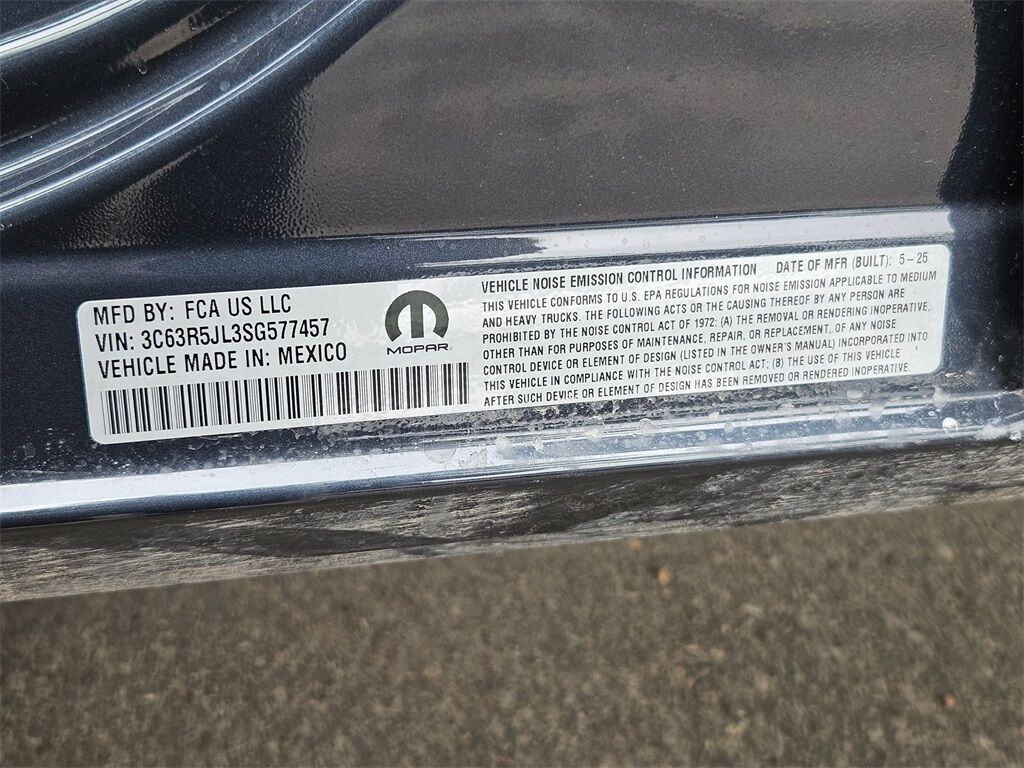 MFD BY: FCA US LLC
VIN: 3C63R5JL3SG577457
VEHICLE MADE IN: MEXICO
MOPAR
VEHICLE NOISE EMISSION CONTROL INFORMATION DATE OF MFR (BUILT): 5-25
THIS VEHICLE CONFORMS TO U.S. EPA REGULATIONS FOR NOISE EMISSION APPLICABLE TO MEDIUM
AND HEAVY TRUCKS. THE FOLLOWING ACTS OR THE CAUSING THEREOF BY ANY PERSON ARE
PROHIBITED BY THE NOISE CONTROL ACT OF 1972: (A) THE REMOVAL OR RENDERING INOPERATIVE,
OTHER THAN FOR PURPOSES OF MAINTENANCE, REPAIR, OR REPLACEMENT, OF ANY NOISE
CONTROL DEVICE OR ELEMENT OF DESIGN (LISTED IN THE OWNER'S MANUAL) INCORPORATED INTO
THIS VEHICLE IN COMPLIANCE WITH THE NOISE CONTROL ACT; (B) THE USE OF THIS VEHICLE
AFTER SUCH DEVICE OR ELEMENT OF DESIGN HAS BEEN REMOVED OR RENDERED INOPERATIVE.